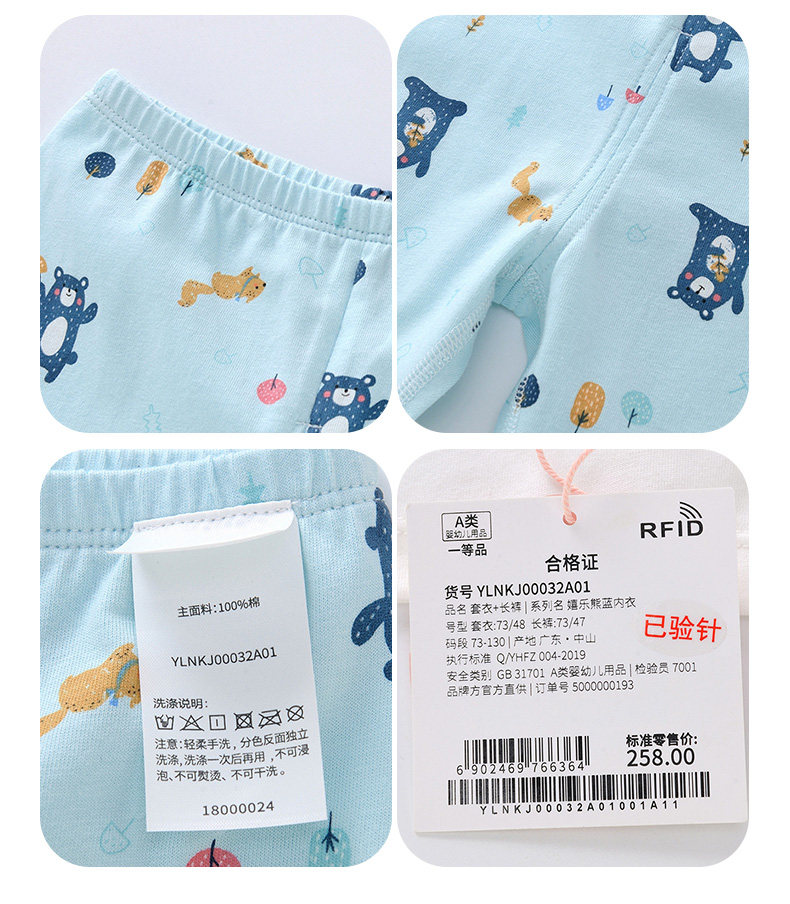 主面料:100%棉
YLNKJ00032A01
洗涤说明:
注意:轻柔手洗,分色反面独立
洗涤,洗涤一次后再用,不可浸
泡、不可熨烫、不可干洗。
18000024
A类
婴幼儿用品
一等品
RFID
合格证
货号 YLNKJ00032A01
品名 套衣+长裤 | 系列名 嬉乐熊蓝内衣
号型 套衣:73/48 长裤:73/47
码段 73-130 | 产地 广东·中山
执行标准 Q/YHFZ 004-2019
安全类别 GB 31701 A类婴幼儿用品 | 检验员 7001
品牌方官方直供 | 订单号 5000000193
已验针
标准零售价:
258.00
6 902469 766364
YLNKJ00032A01001A11